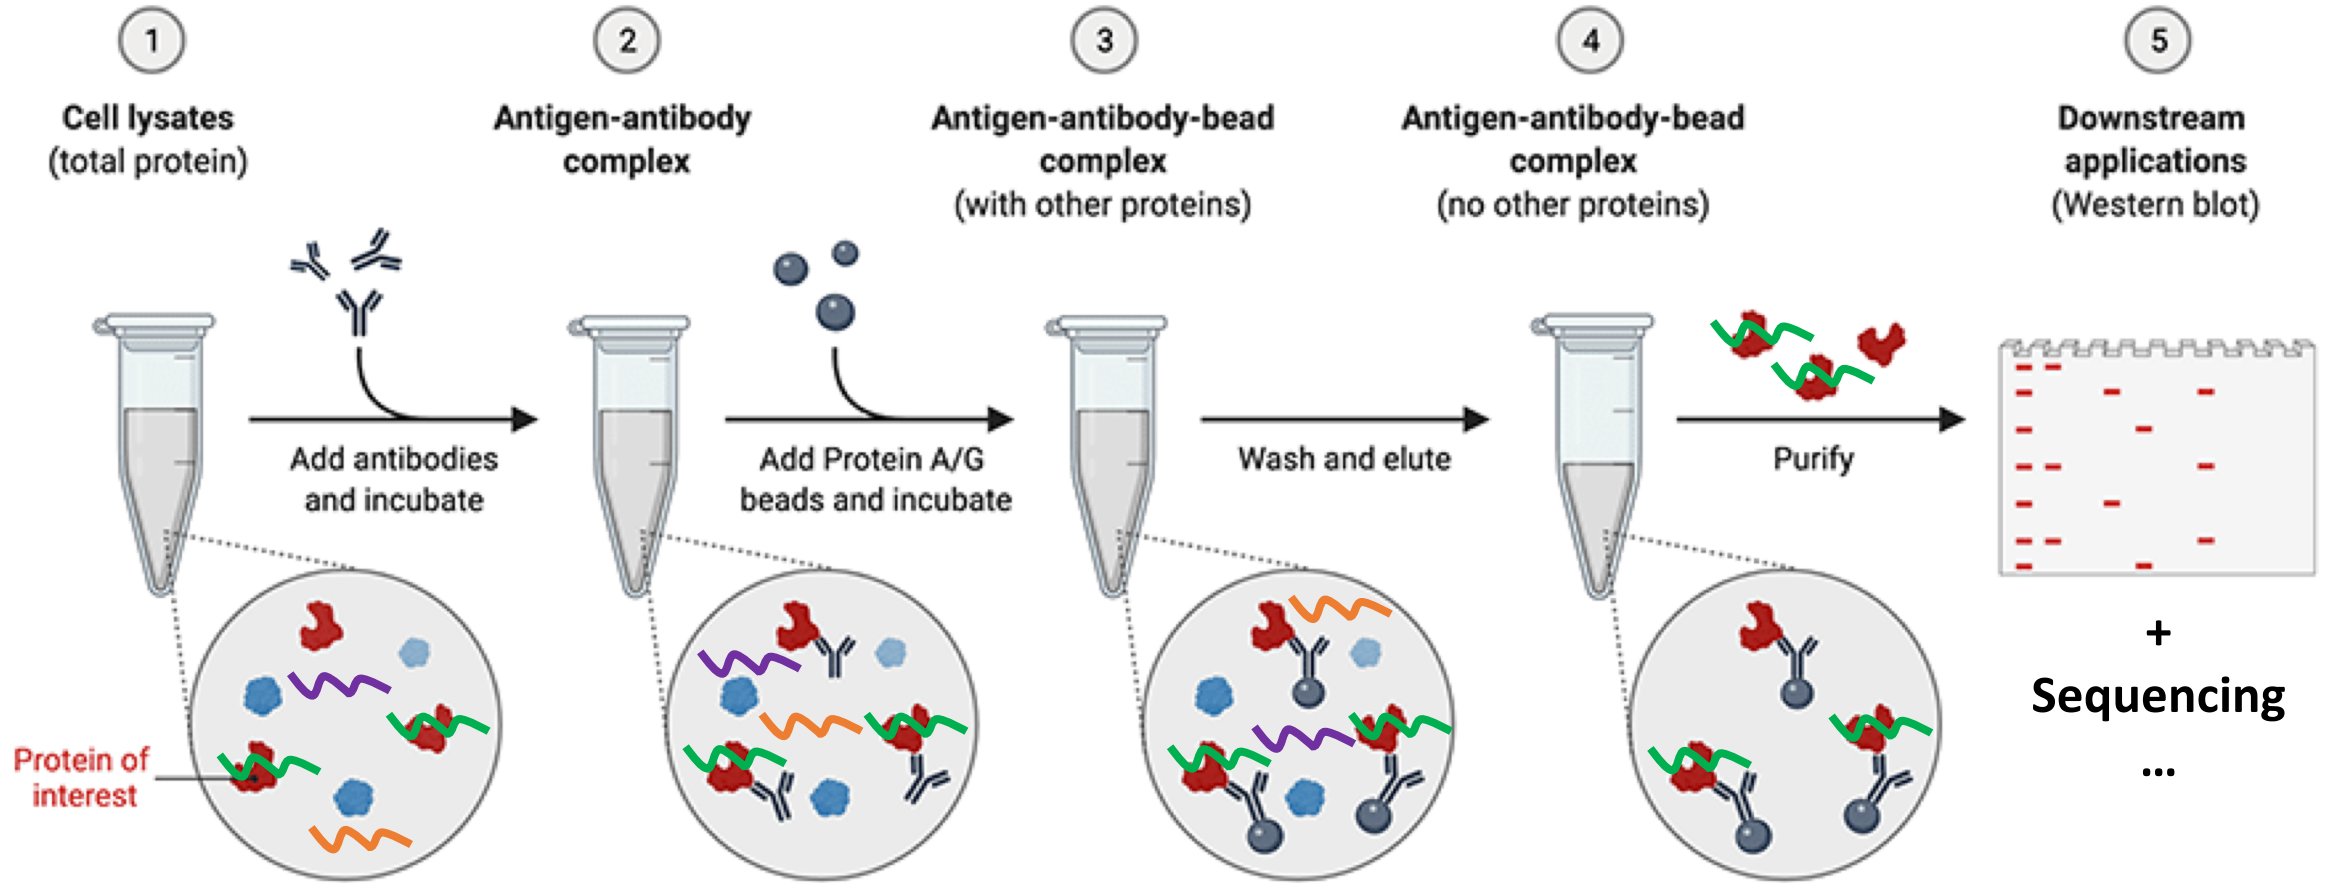 1
2
3
4
5
Cell lysates
(total protein)
Antigen-antibody
complex
Antigen-antibody-bead
complex
(with other proteins)
Antigen-antibody-bead
complex
(no other proteins)
Downstream
applications
(Western blot)
Add antibodies
and incubate
Add Protein A/G
beads and incubate
Wash and elute
Purify
Protein of
interest
+
Sequencing
...